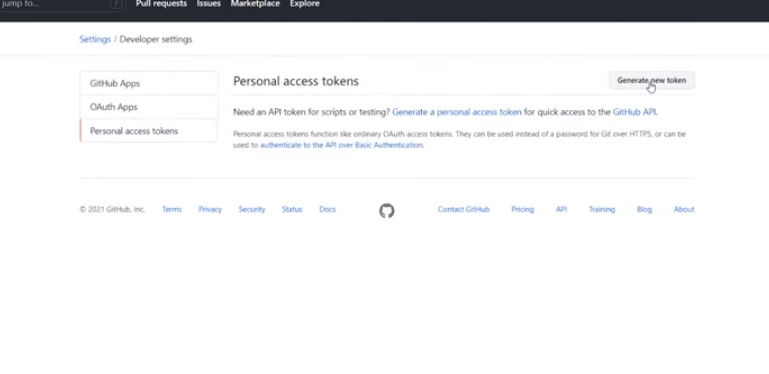 jump to... / Pull requests Issues Marketplace Explore
Settings / Developer settings
GitHub Apps
OAuth Apps
Personal access tokens
Personal access tokens
Generate new token
Need an API token for scripts or testing? Generate a personal access token for quick access to the GitHub API.
Personal access tokens function like ordinary OAuth access tokens. They can be used instead of a password for Git over HTTPS, or can be
used to authenticate to the API over Basic Authentication.
© 2021 GitHub, Inc. Terms Privacy Security Status Docs Contact GitHub Pricing API Training Blog About